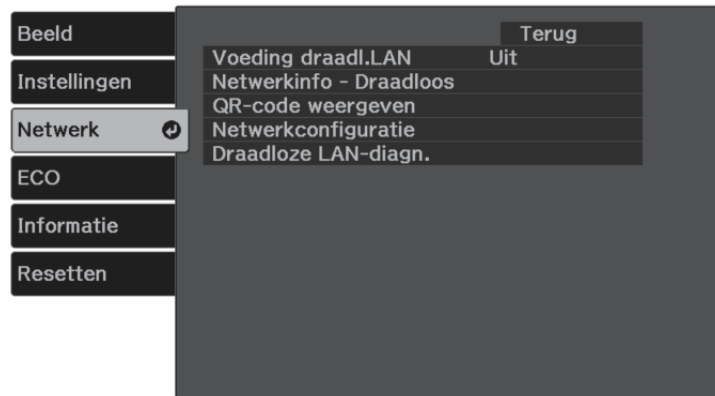 Beeld
Instellingen
Netwerk
ECO
Informatie
Resetten
Terug
Voeding draadl.LAN Uit
Netwerkinfo - Draadloos
QR-code weergeven
Netwerkconfiguratie
Draadloze LAN-diagn.